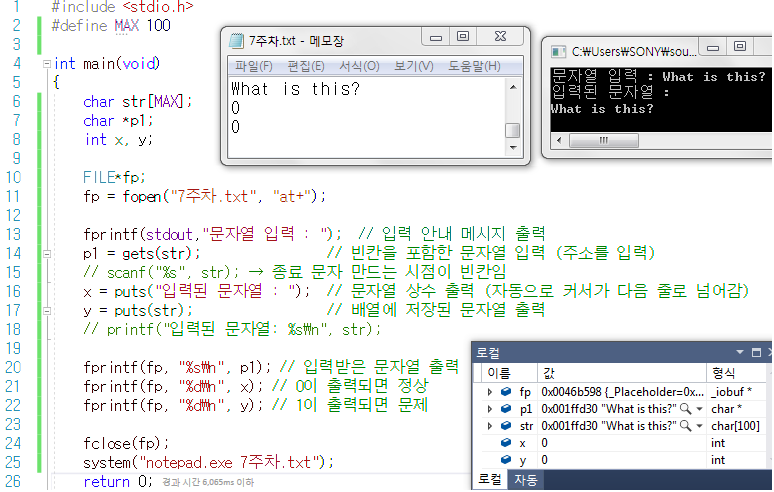 1 #include <stdio.h>
2 #define MAX 100
3
4 int main(void)
5 {
6 char str[MAX];
7 char *p1;
8 int x, y;
9
10 FILE*fp;
11 fp = fopen("7주차.txt", "at+");
12
13 fprintf(stdout,"문자열 입력 : "); // 입력 안내 메시지 출력
14 p1 = gets(str); // 빈칸을 포함한 문자열 입력 (주소를 입력)
15 // scanf("%s", str); → 종료 문자 만드는 시점이 빈칸임
16 x = puts("입력된 문자열 : "); // 문자열 상수 출력 (자동으로 커서가 다음 줄로 넘어감)
17 y = puts(str); // 배열에 저장된 문자열 출력
18 // printf("입력된 문자열: %s₩n", str);
19
20 fprintf(fp, "%s₩n", p1); // 입력받은 문자열 출력
21 fprintf(fp, "%d₩n", x); // 0이 출력되면 정상
22 fprintf(fp, "%d₩n", y); // 1이 출력되면 문제
23
24 fclose(fp);
25 system("notepad.exe 7주차.txt");
26 return 0; 경과 시간 6,065ms 이하
7주차.txt - 메모장
파일(F) 편집(E) 서식(O) 보기(V) 도움말(H)
What is this?
0
0
C:₩Users₩SONY₩sou...
문자열 입력 : What is this?
입력된 문자열 :
What is this?
로컬
이름 값 형식
fp 0x0046b598 {_Placeholder=0x... _iobuf *
p1 0x001ffd30 "What is this?" char *
str 0x001ffd30 "What is this?" char[100]
x 0 int
y 0 int
로컬 자동